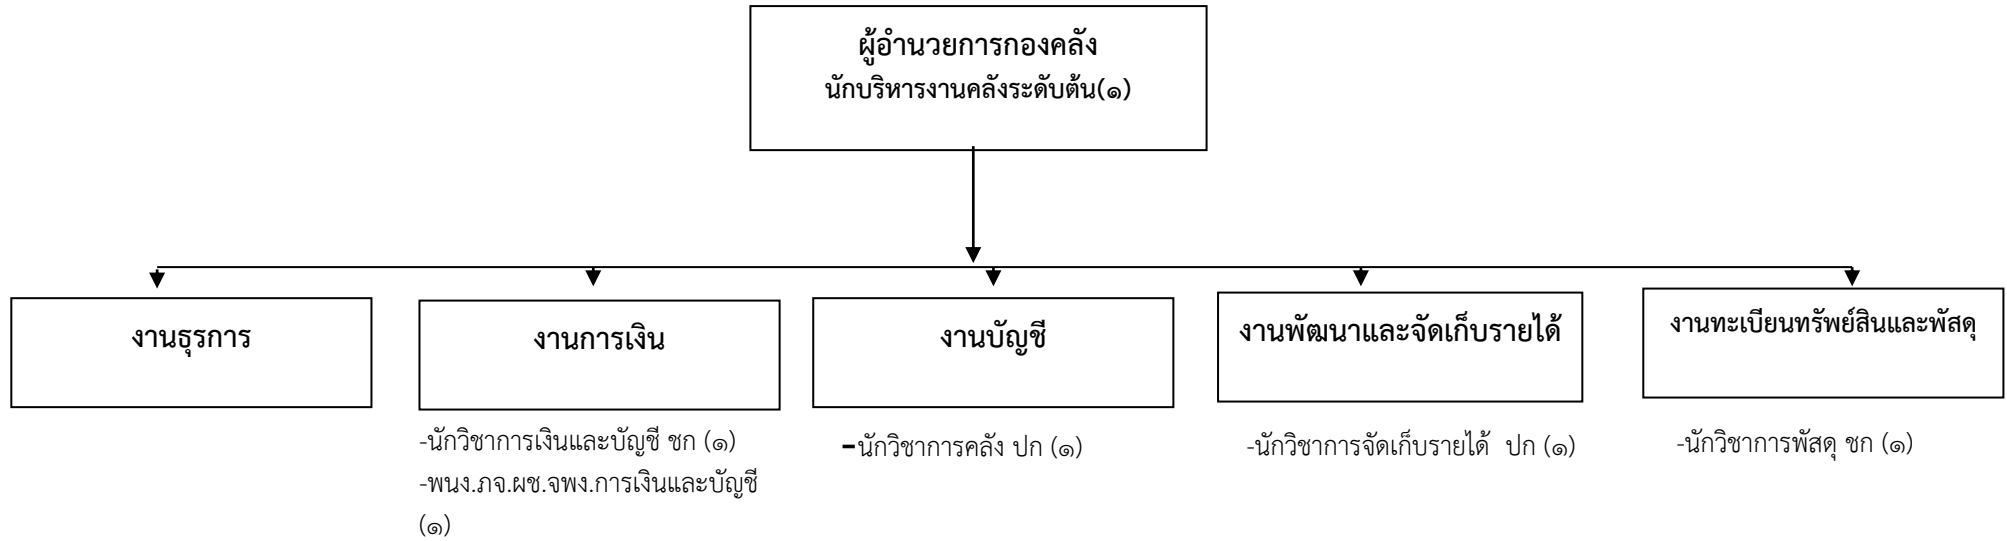 ผู้อำนวยการกองคลัง
นักบริหารงานคลังระดับต้น(๑)
งานธุรการ
งานการเงิน
-นักวิชาการเงินและบัญชี ชก (๑)
-พนง.ภจ.ผช.จพง.การเงินและบัญชี
(๑)
งานบัญชี
-นักวิชาการคลัง ปก (๑)
งานพัฒนาและจัดเก็บรายได้
-นักวิชาการจัดเก็บรายได้  ปก (๑)
งานทะเบียนทรัพย์สินและพัสดุ
-นักวิชาการพัสดุ ชก (๑)